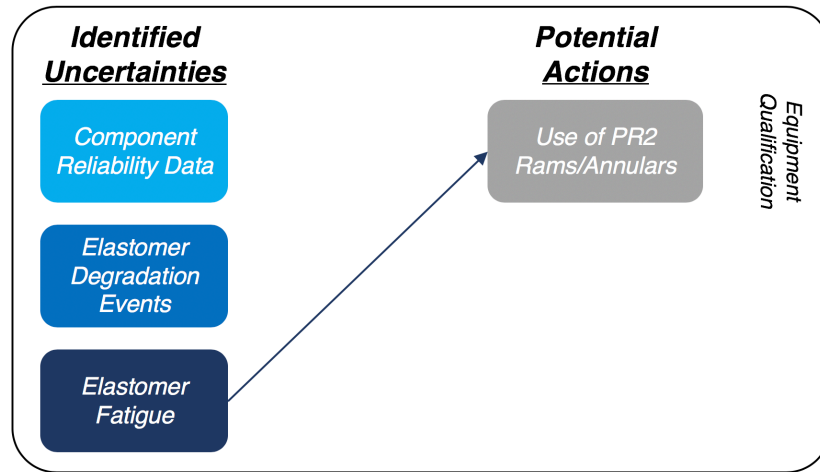 Identified
Uncertainties
Potential
Actions
Component
Reliability Data
Use of PR2
Rams/Annulars
Equipment
Qualification
Elastomer
Degradation
Events
Elastomer
Fatigue